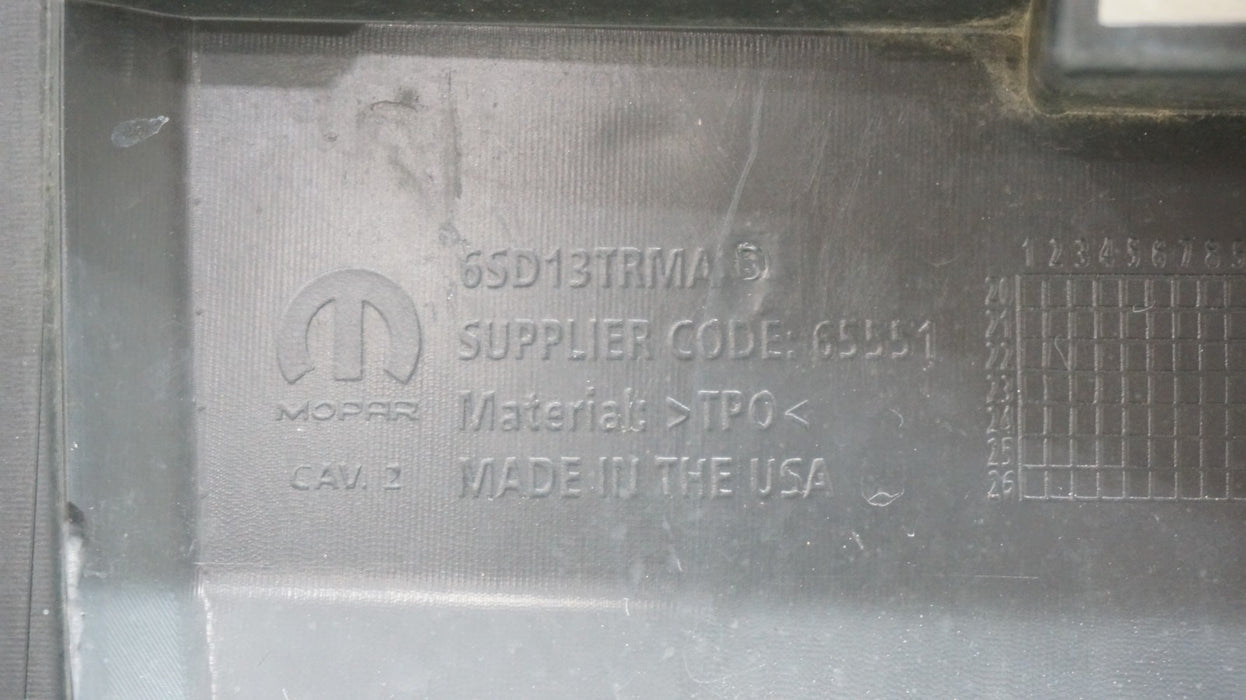 6SD13TRMA
SUPPLIER CODE: 65551
Material: >TPO<
MADE IN THE USA
MOPAR
CAV. 2
1 2 3 4 5 6 7 8 9
20
21
22
23
24
25
26